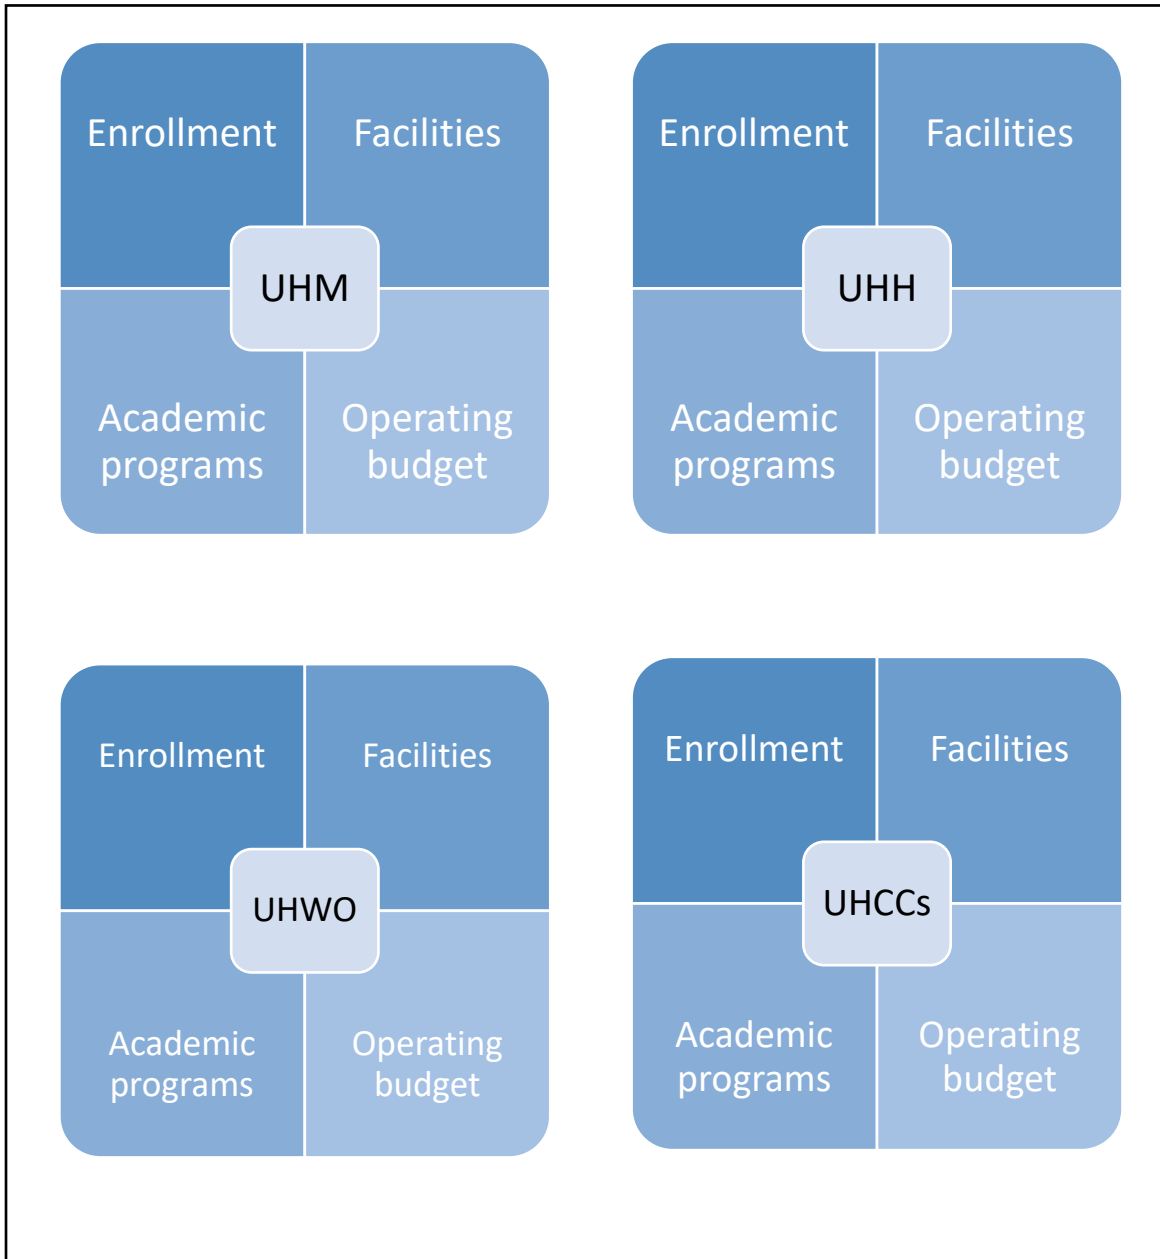 Enrollment
Facilities
UHM
Academic
programs
Operating
budget
Enrollment
Facilities
UHH
Academic
programs
Operating
budget
Enrollment
Facilities
UHWO
Academic
programs
Operating
budget
Enrollment
Facilities
UHCCs
Academic
programs
Operating
budget